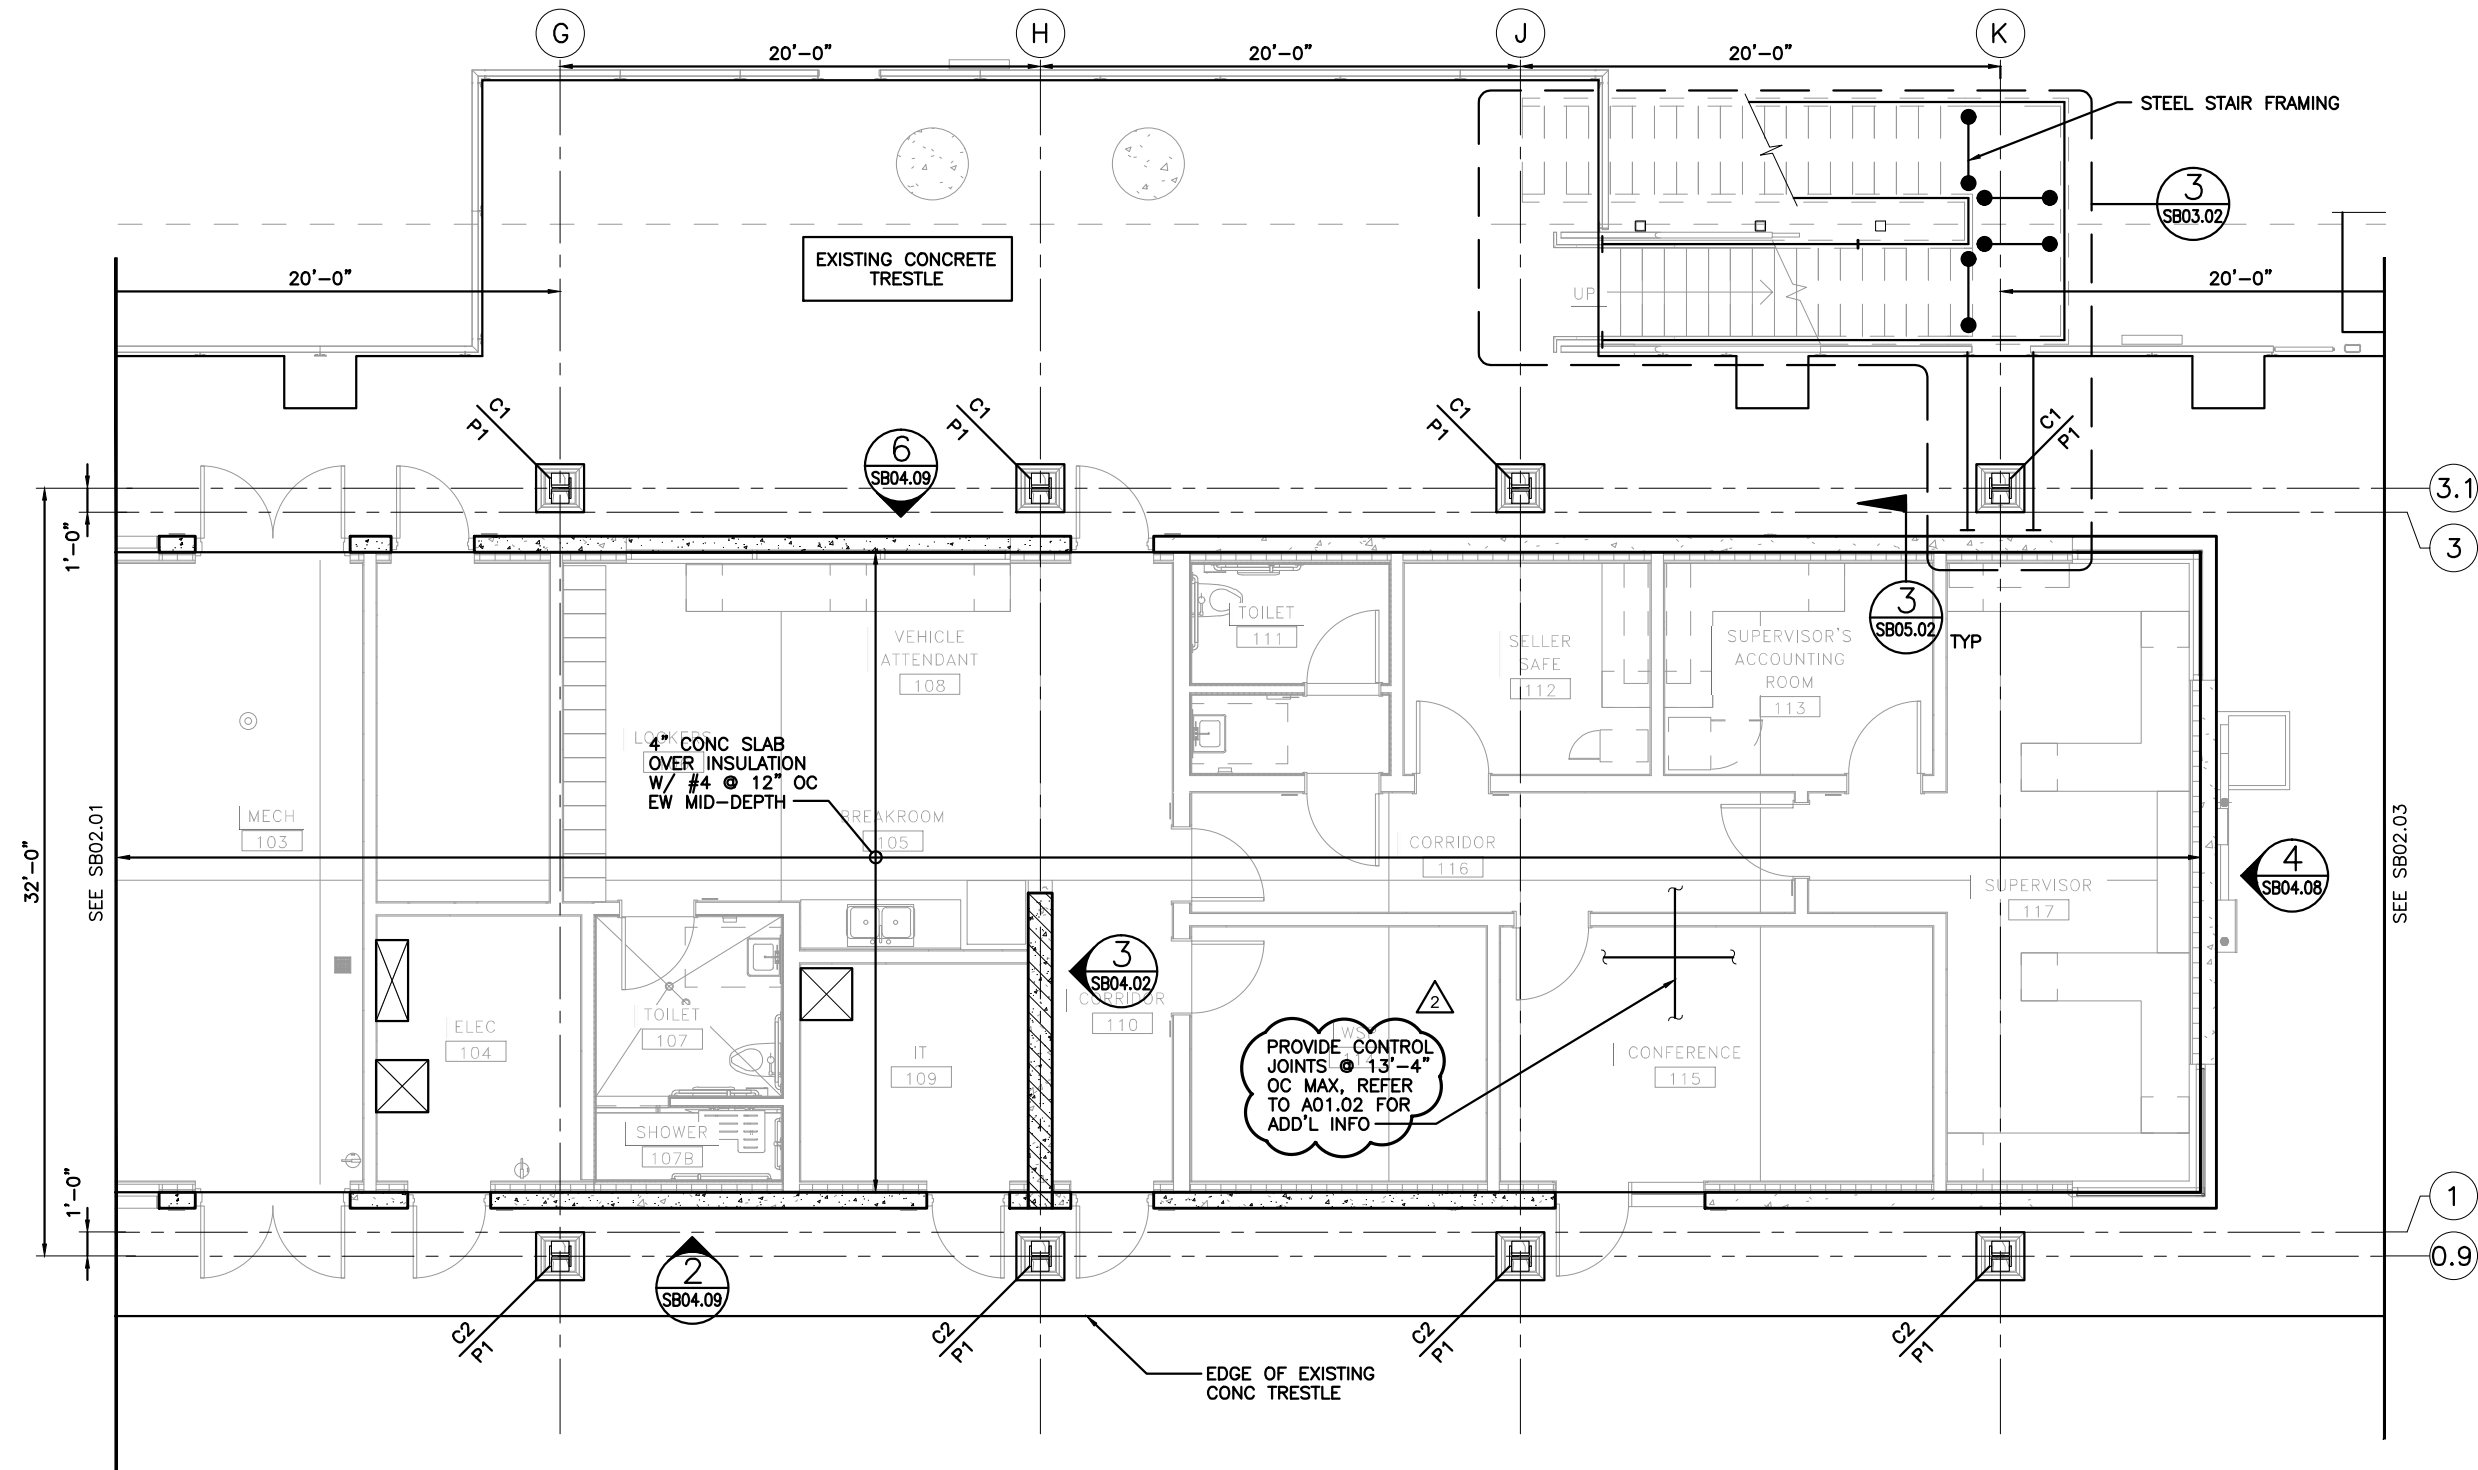 G
H
J
K
20'-0"
20'-0"
20'-0"
STEEL STAIR FRAMING
3
SB03.02
EXISTING CONCRETE
TRESTLE
20'-0"
20'-0"
UP
C1
P1
C1
P1
C1
P1
C1
P1
6
SB04.09
3.1
3
1'-0"
3
SB05.02
TYP
TOILET
111
VEHICLE
ATTENDANT
108
SELLER
SAFE
112
SUPERVISOR'S
ACCOUNTING
ROOM
113
LOCKERS
4" CONC SLAB
OVER INSULATION
W/ #4 @ 12" OC
EW MID-DEPTH
MECH
103
BREAKROOM
105
CORRIDOR
116
SUPERVISOR
117
4
SB04.08
32'-0"
SEE SB02.01
SEE SB02.03
3
SB04.02
CORRIDOR
110
ELEC
104
TOILET
107
IT
109
2
PROVIDE CONTROL
JOINTS @ 13'-4"
OC MAX, REFER
TO A01.02 FOR
ADD'L INFO
CONFERENCE
115
SHOWER
107B
1'-0"
1
0.9
2
SB04.09
C2
P1
C2
P1
C2
P1
C2
P1
EDGE OF EXISTING
CONC TRESTLE